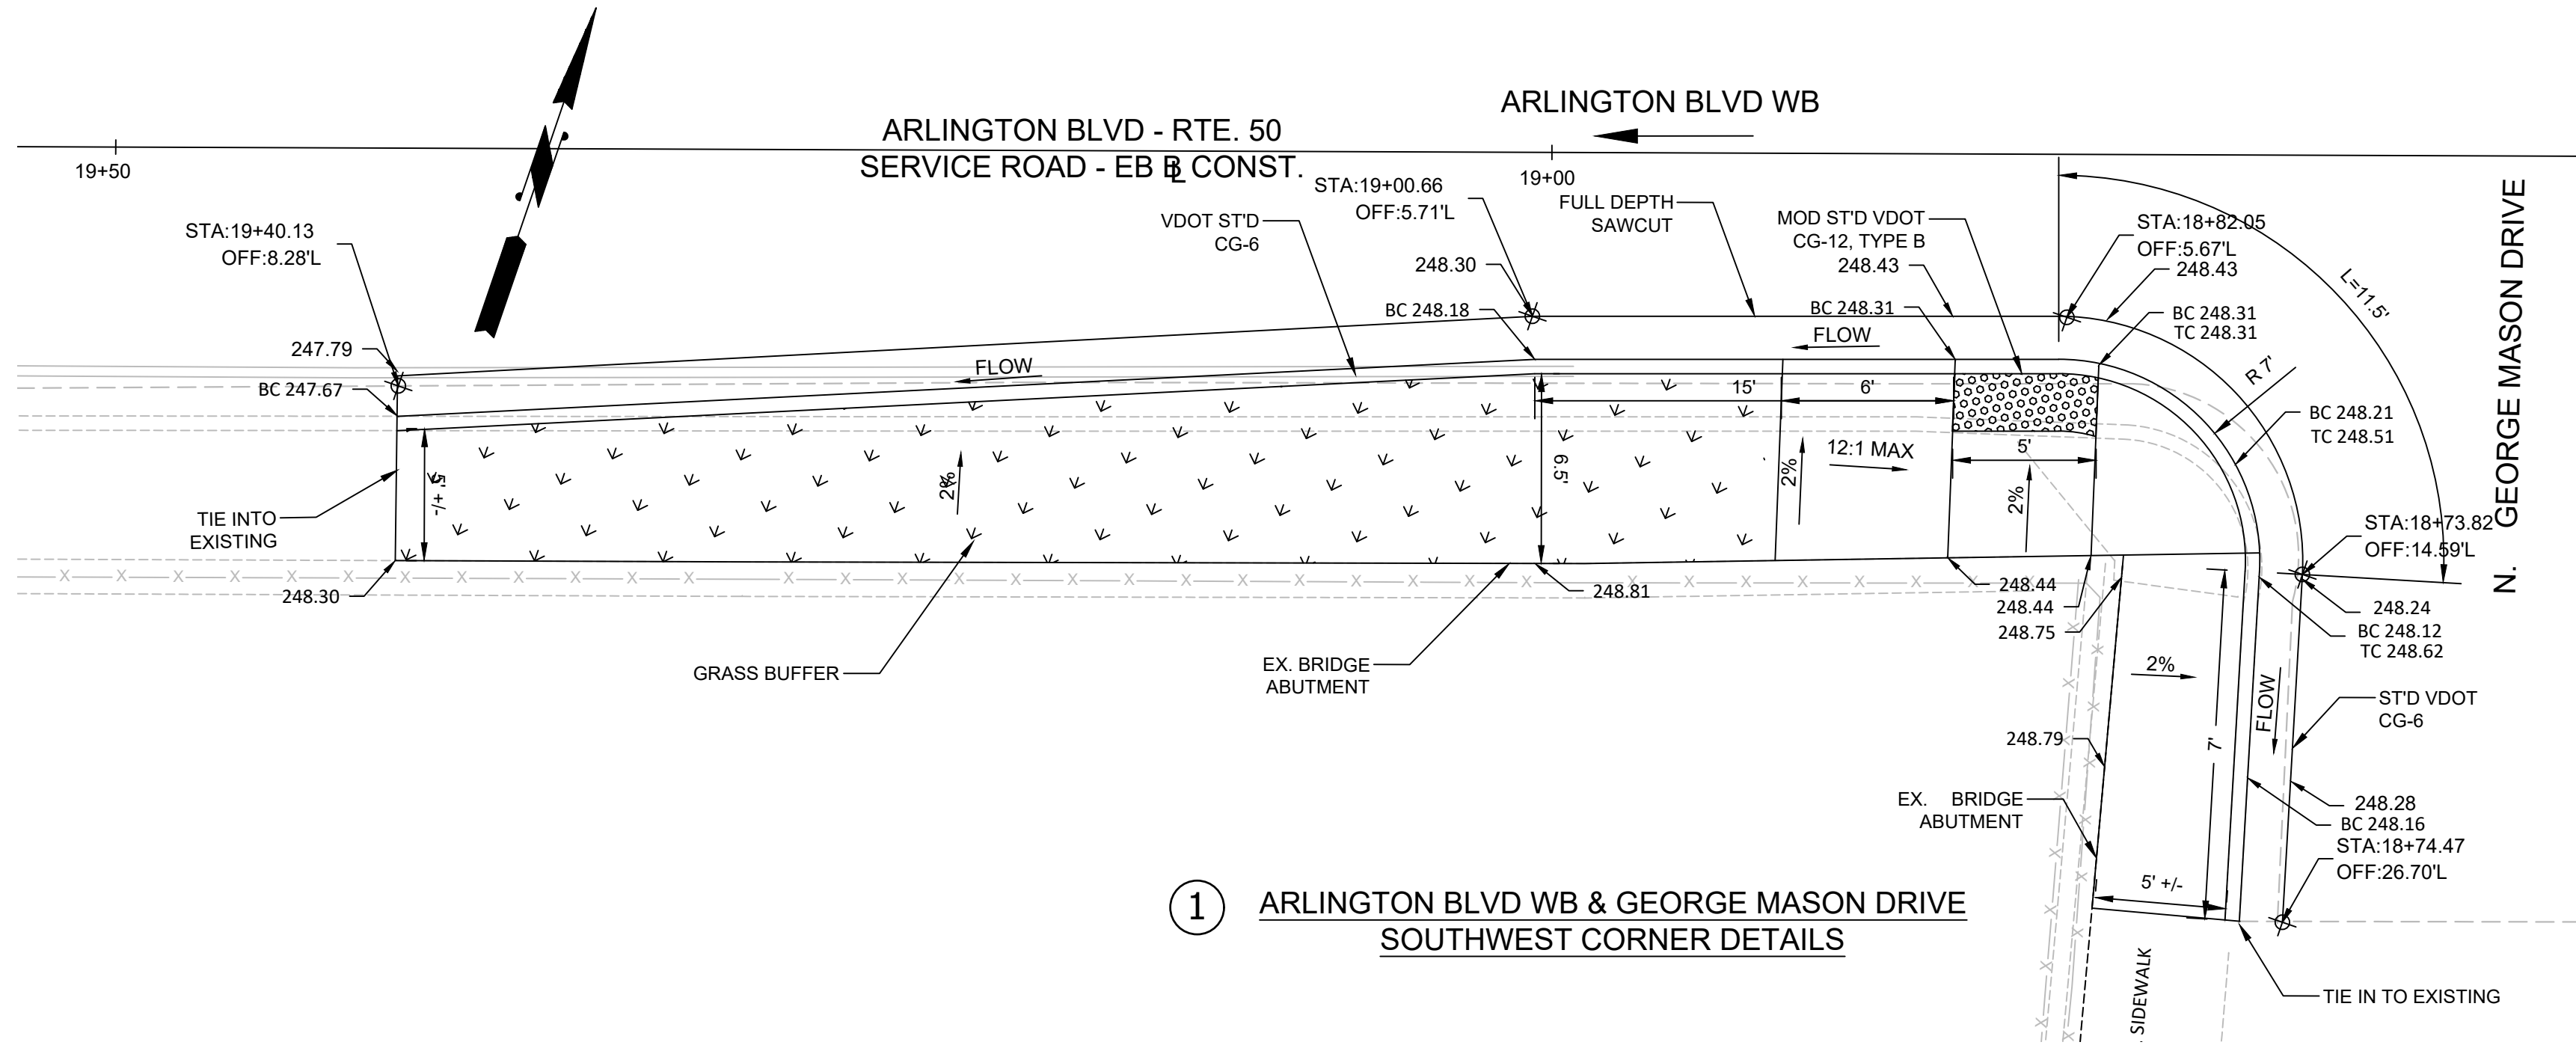 ARLINGTON BLVD WB
ARLINGTON BLVD - RTE. 50
SERVICE ROAD - EB BL CONST.
19+50
19+00
STA:19+40.13
OFF:8.28'L
247.79
BC 247.67
TIE INTO
EXISTING
248.30
5' +/-
2%
FLOW
GRASS BUFFER
VDOT ST'D
CG-6
STA:19+00.66
OFF:5.71'L
248.30
BC 248.18
FULL DEPTH
SAWCUT
MOD ST'D VDOT
CG-12, TYPE B
248.43
BC 248.31
FLOW
15'
6'
6.5'
2%
12:1 MAX
5'
2%
EX. BRIDGE
ABUTMENT
248.81
248.44
248.44
248.75
STA:18+82.05
OFF:5.67'L
248.43
BC 248.31
TC 248.31
L=11.5'
R 7'
BC 248.21
TC 248.51
N. GEORGE MASON DRIVE
STA:18+73.82
OFF:14.59'L
248.24
BC 248.12
TC 248.62
2%
FLOW
7'
ST'D VDOT
CG-6
248.79
EX. BRIDGE
ABUTMENT
248.28
BC 248.16
STA:18+74.47
OFF:26.70'L
5' +/-
TIE IN TO EXISTING
SIDEWALK
1
ARLINGTON BLVD WB & GEORGE MASON DRIVE
SOUTHWEST CORNER DETAILS